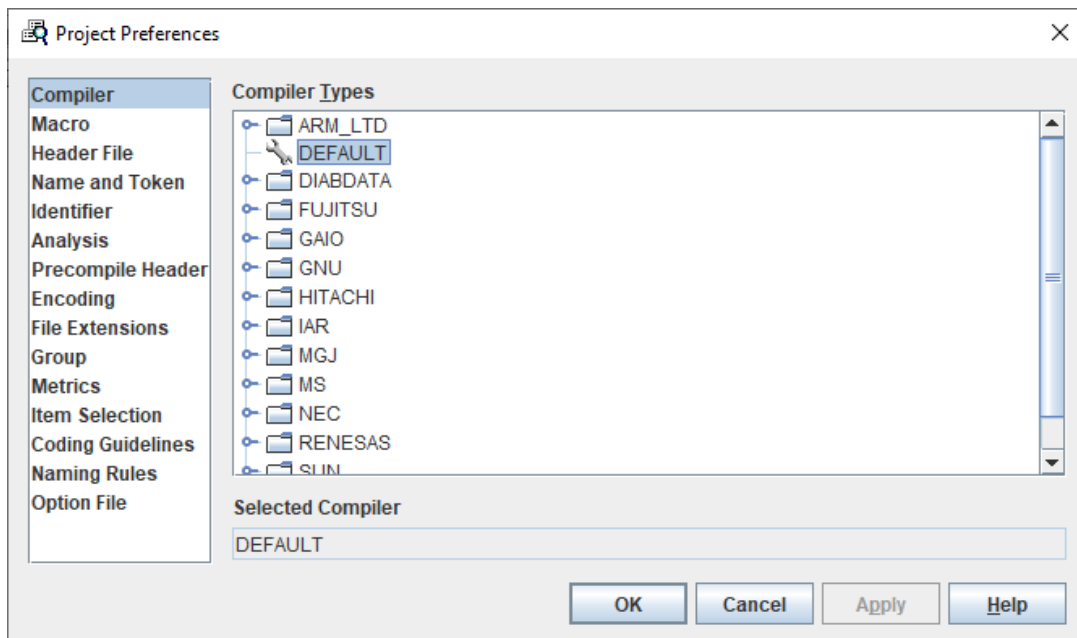 Project Preferences
Compiler
Macro
Header File
Name and Token
Identifier
Analysis
Precompile Header
Encoding
File Extensions
Group
Metrics
Item Selection
Coding Guidelines
Naming Rules
Option File
Compiler Types
ARM_LTD
DEFAULT
DIABDATA
FUJITSU
GAIO
GNU
HITACHI
IAR
MGJ
MS
NEC
RENESAS
SUN
Selected Compiler
DEFAULT
OK Cancel Apply Help